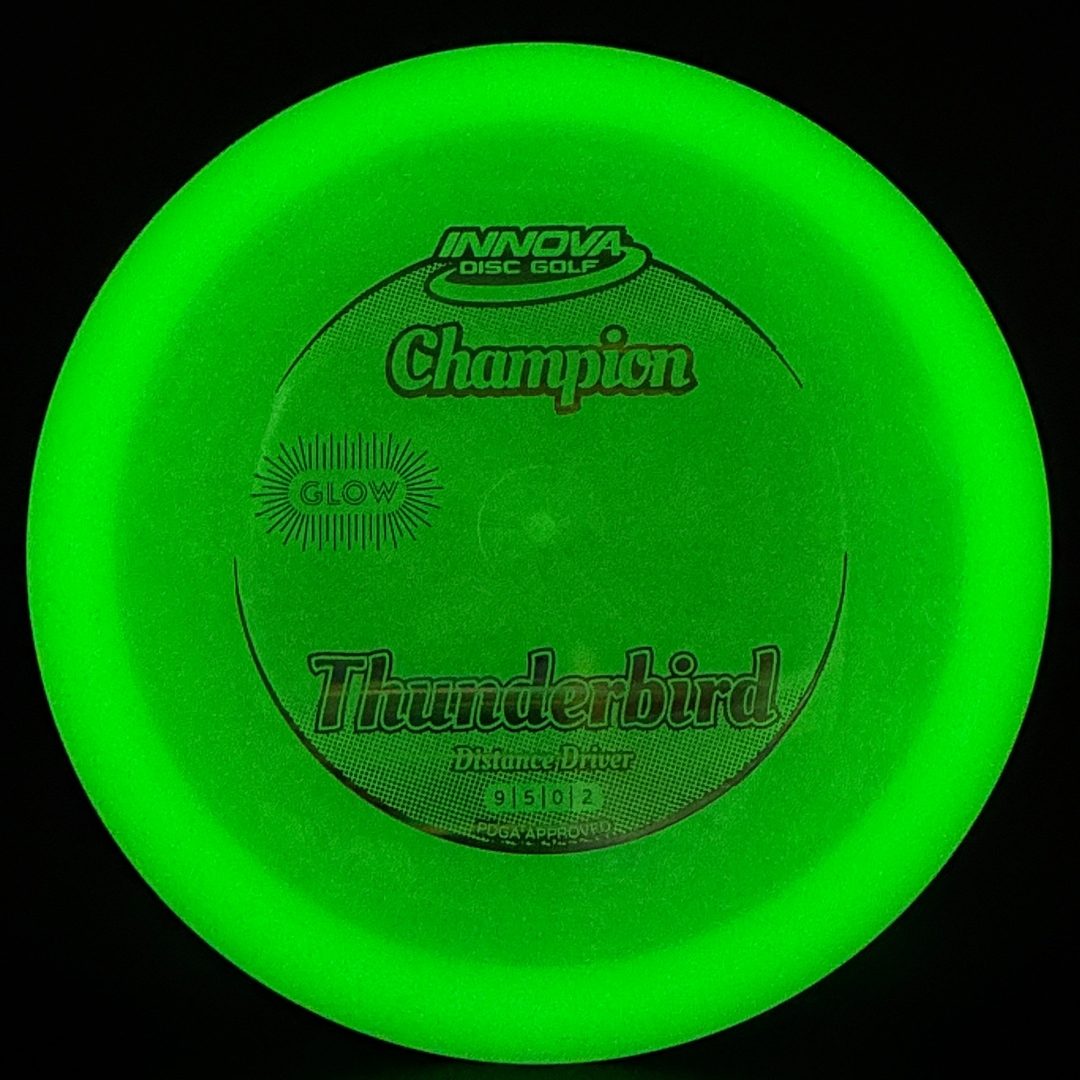 INNOVA
DISC GOLF
Champion
GLOW
Thunderbird
Distance Driver
9|5|0|2
PDGA APPROVED